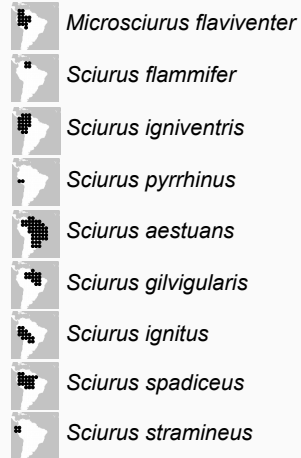 Microsciurus flaviventer
Sciurus flammifer
Sciurus igniventris
Sciurus pyrrhinus
Sciurus aestuans
Sciurus gilvigularis
Sciurus ignitus
Sciurus spadiceus
Sciurus stramineus